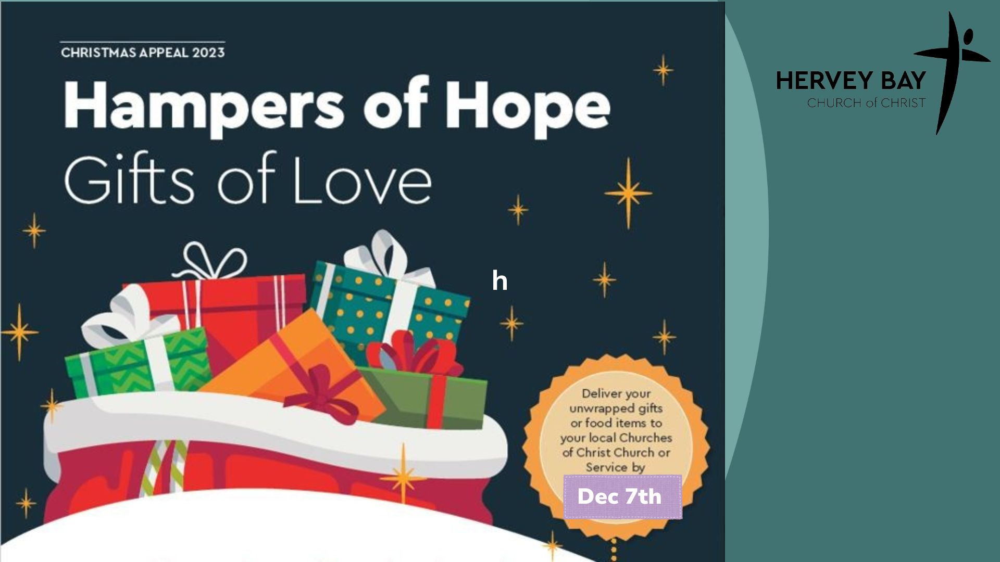 CHRISTMAS APPEAL 2023
Hampers of Hope
Gifts of Love
h
Deliver your
unwrapped gifts
or food items to
your local Churches
of Christ Church or
Service by
Dec 7th
HERVEY BAY
CHURCH of CHRIST